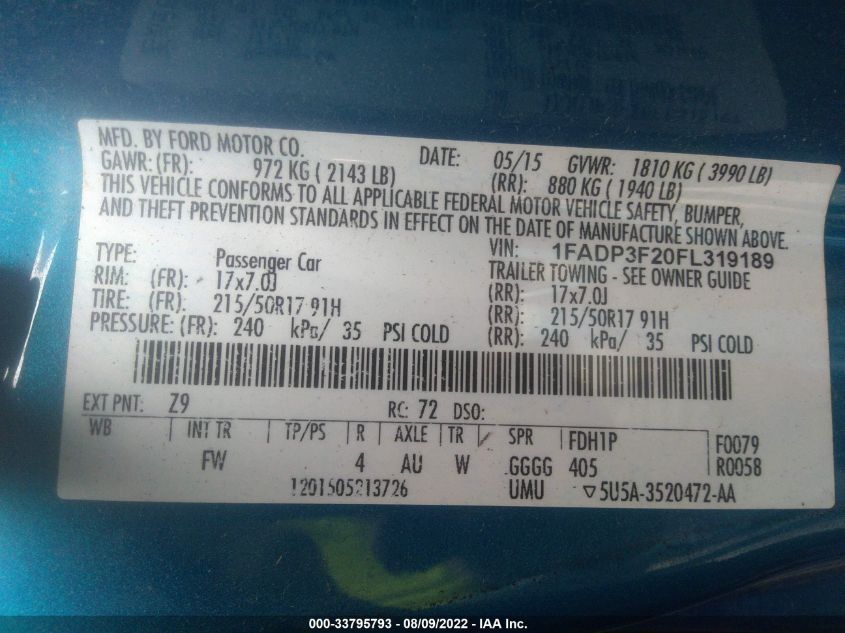 MFD. BY FORD MOTOR CO. DATE: 05/15 GVWR: 1810 KG ( 3990 LB)
GAWR: (FR): 972 KG ( 2143 LB) (RR): 880 KG ( 1940 LB)
THIS VEHICLE CONFORMS TO ALL APPLICABLE FEDERAL MOTOR VEHICLE SAFETY, BUMPER,
AND THEFT PREVENTION STANDARDS IN EFFECT ON THE DATE OF MANUFACTURE SHOWN ABOVE.
VIN: 1FADP3F20FL319189
TYPE: Passenger Car TRAILER TOWING - SEE OWNER GUIDE
RIM: (FR): 17x7.0J (RR): 17x7.0J
TIRE: (FR): 215/50R17 91H (RR): 215/50R17 91H
PRESSURE: (FR): 240 kPa/ 35 PSI COLD (RR): 240 kPa/ 35 PSI COLD
EXT PNT: Z9 RC: 72 DSO:
WB INT TR TP/PS R AXLE TR SPR FDH1P F0079
FW 4 AU W GGGG 405 R0058
1201505213726 UMU ▽5U5A-3520472-AA
000-33795793 - 08/09/2022 - IAA Inc.